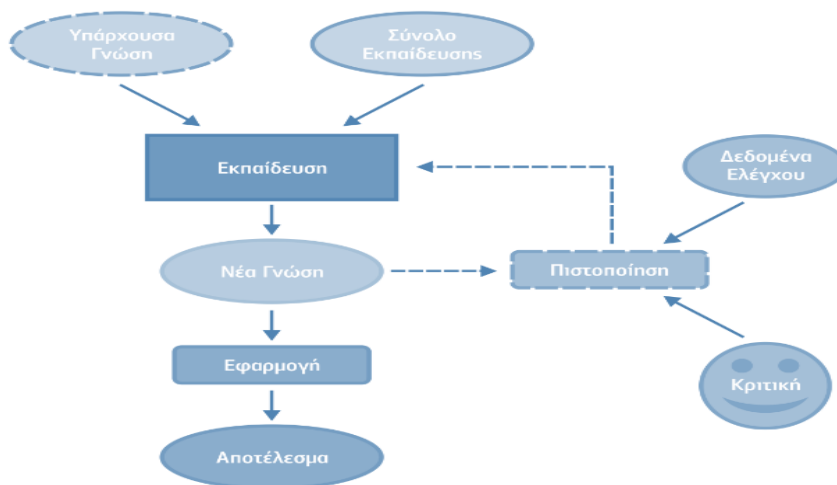 Υπάρχουσα
Γνώση
Σύνολο
Εκπαίδευσης
Εκπαίδευση
Δεδομένα
Ελέγχου
Νέα Γνώση
Πιστοποίηση
Εφαρμογή
Κριτική
Αποτέλεσμα